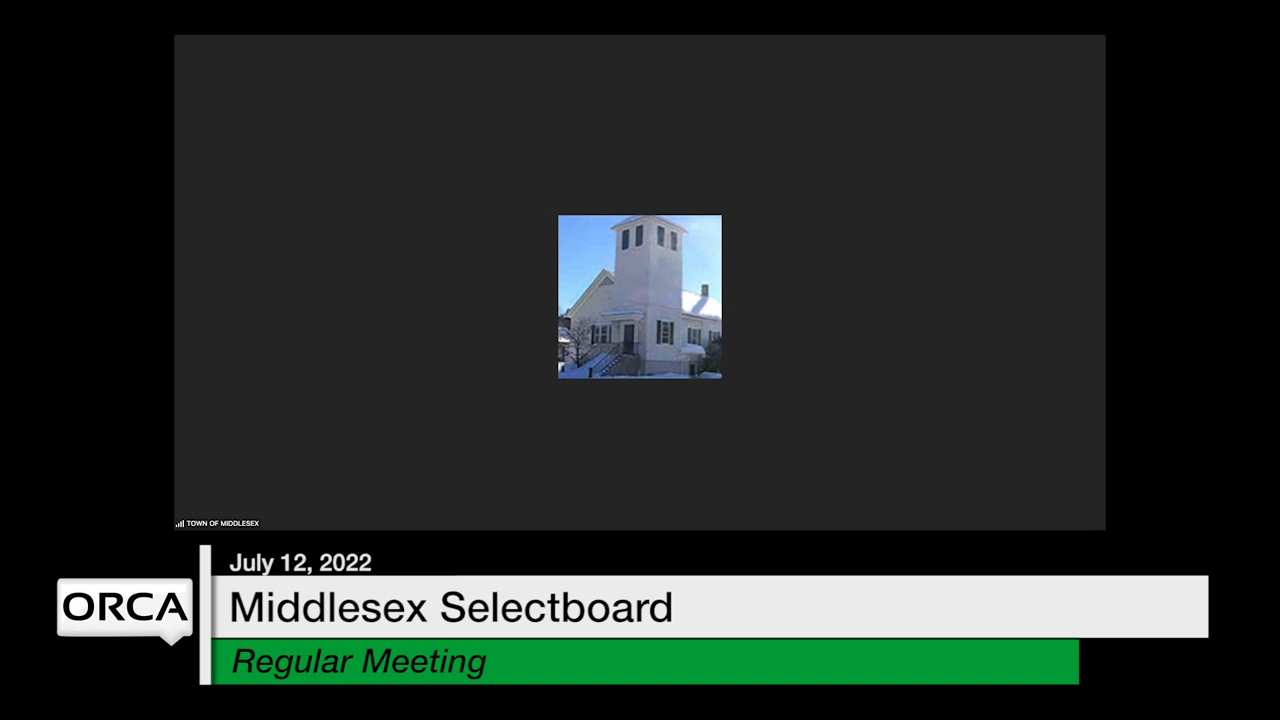 TOWN OF MIDDLESEX
July 12, 2022
ORCA
Middlesex Selectboard
Regular Meeting